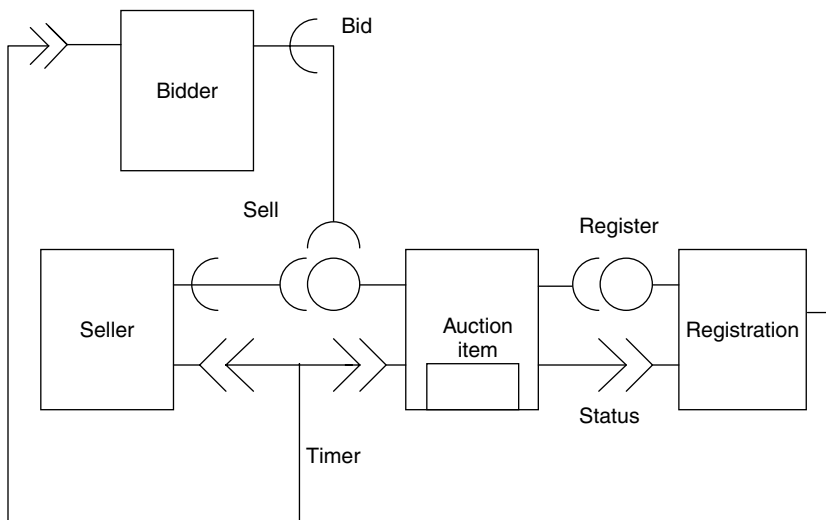 Bid
Bidder
Sell
Register
Seller
Auction
item
Registration
Status
Timer